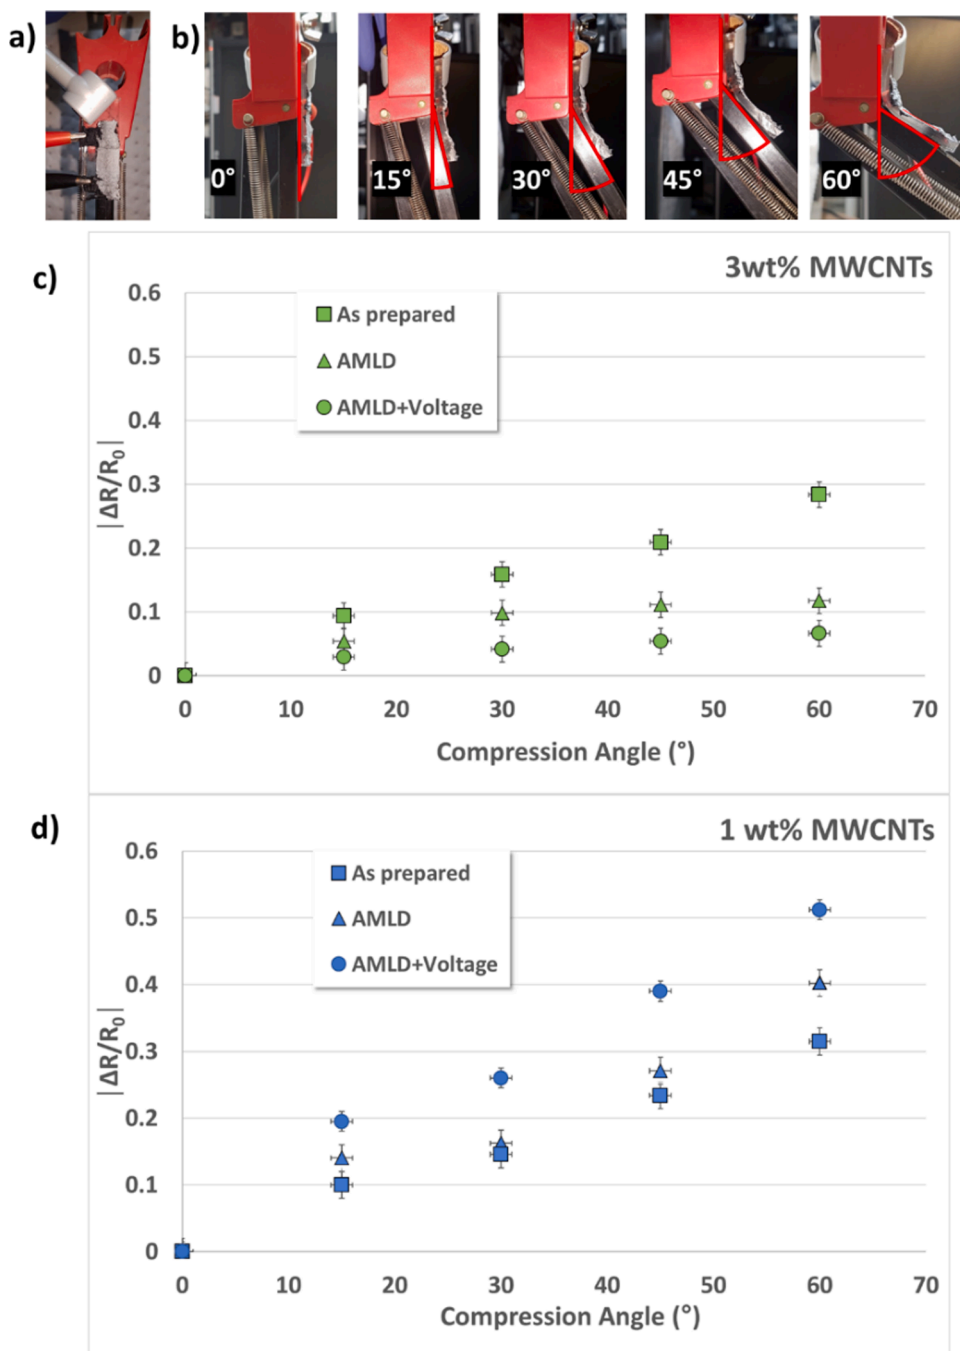 a)
b)
0°
15°
30°
45°
60°
c)
3wt% MWCNTs
0.6
0.5
0.4
0.3
0.2
0.1
0
As prepared
AMLD
AMLD+Voltage
|ΔR/R₀|
0 10 20 30 40 50 60 70
Compression Angle (°)
d)
1 wt% MWCNTs
0.6
0.5
0.4
0.3
0.2
0.1
0
As prepared
AMLD
AMLD+Voltage
|ΔR/R₀|
0 10 20 30 40 50 60 70
Compression Angle (°)